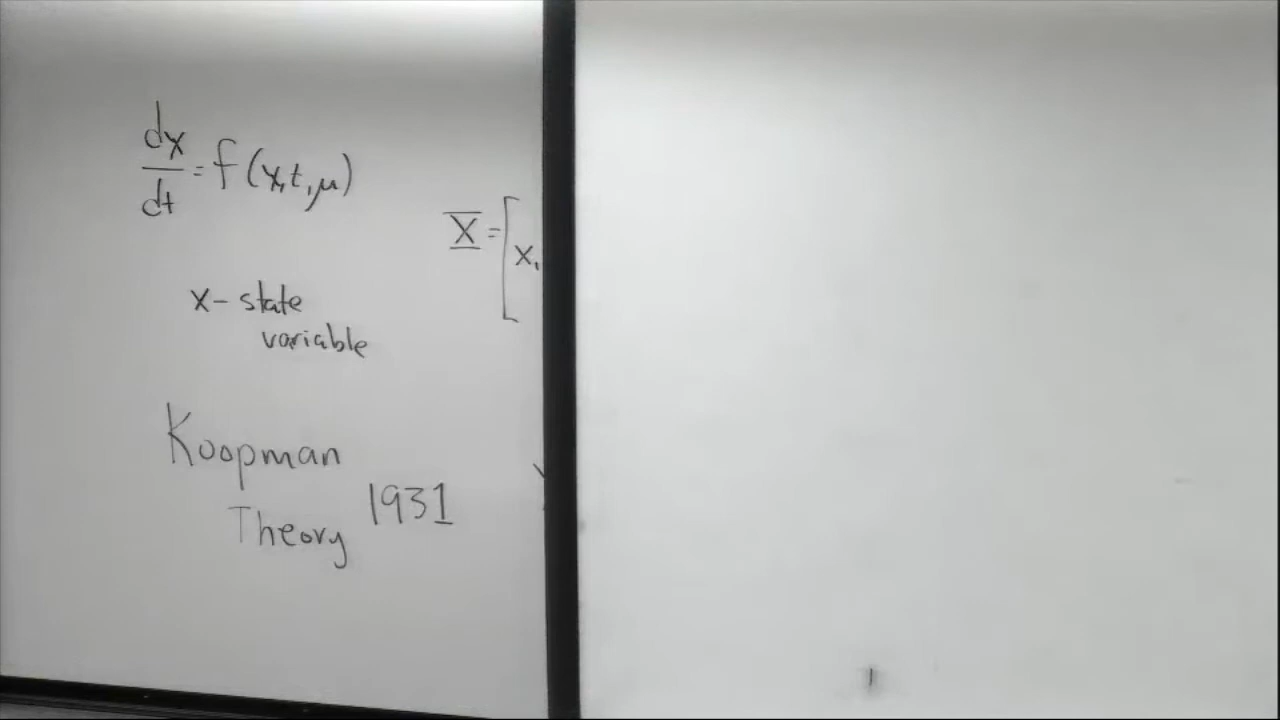 dx/dt = f(x,t,μ)
X = [x₁
x - state
variable
Koopman
Theory 1931